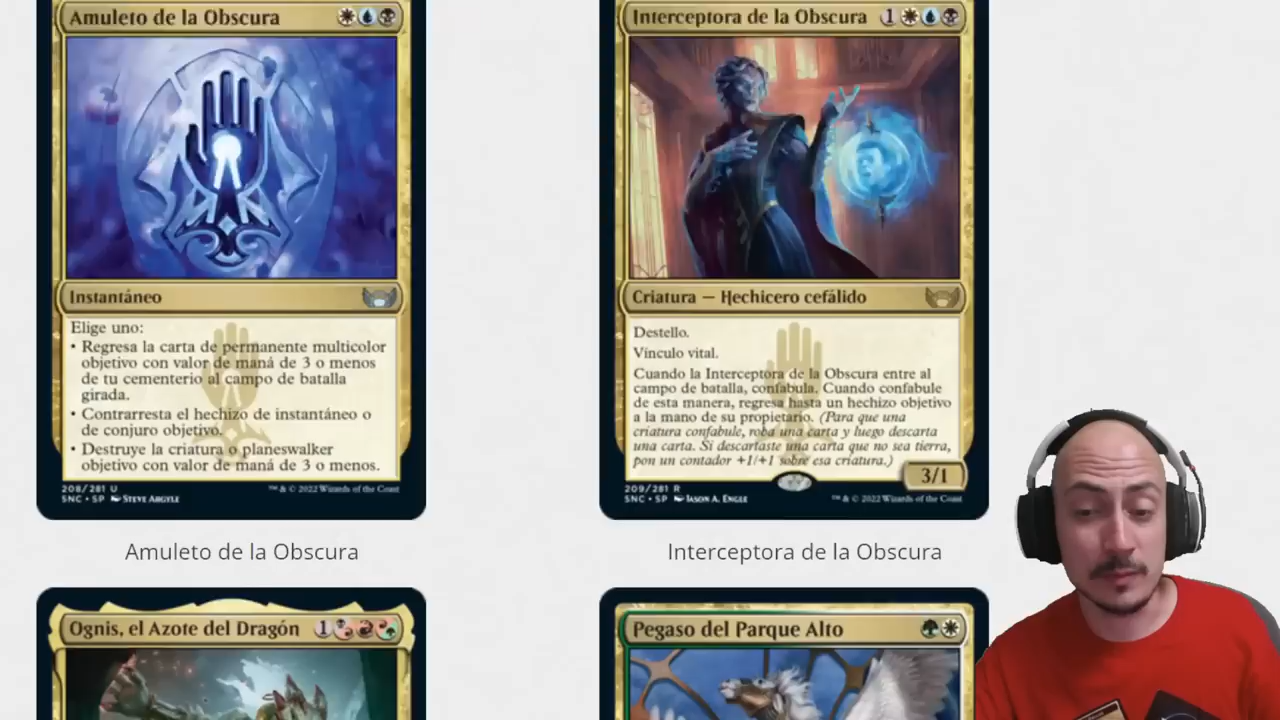 Amuleto de la Obscura
Instantáneo
Elige uno:
• Regresa la carta de permanente multicolor
objetivo con valor de maná de 3 o menos
de tu cementerio al campo de batalla
girada.
• Contrarresta el hechizo de instantáneo o
de conjuro objetivo.
• Destruye la criatura o planeswalker
objetivo con valor de maná de 3 o menos.
208/281 U
SNC • SP STEVE ARGYLE
™ & © 2022 Wizards of the Coast
Amuleto de la Obscura
Interceptora de la Obscura 1
Criatura — Hechicero cefálido
Destello.
Vínculo vital.
Cuando la Interceptora de la Obscura entre al
campo de batalla, confabula. Cuando confabule
de esta manera, regresa hasta un hechizo objetivo
a la mano de su propietario. (Para que una
criatura confabule, roba una carta y luego descarta
una carta. Si descartaste una carta que no sea tierra,
pon un contador +1/+1 sobre esa criatura.)
3/1
209/281 R
SNC • SP JASON A. ENGLE
™ & © 2022 Wizards of the Coast
Interceptora de la Obscura
Ognis, el Azote del Dragón 1
Pegaso del Parque Alto